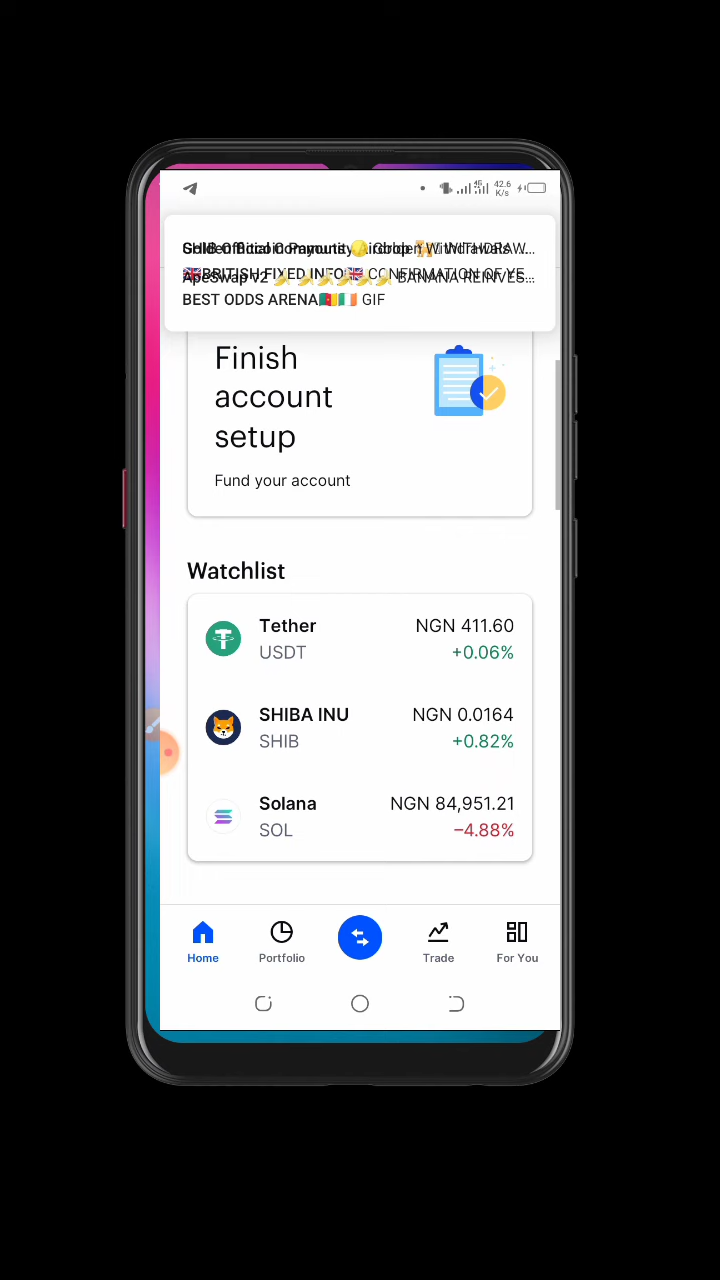 42.6
K/s
BEST ODDS ARENA🇨🇲🇮🇪 GIF
Finish
account
setup
Fund your account
Watchlist
Tether NGN 411.60
USDT +0.06%
SHIBA INU NGN 0.0164
SHIB +0.82%
Solana NGN 84,951.21
SOL −4.88%
Home Portfolio Trade For You